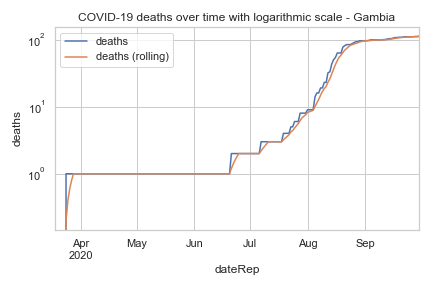 COVID-19 deaths over time with logarithmic scale - Gambia
deaths
deaths (rolling)
10²
10¹
10⁰
deaths
Apr
2020
May
Jun
Jul
Aug
Sep
dateRep